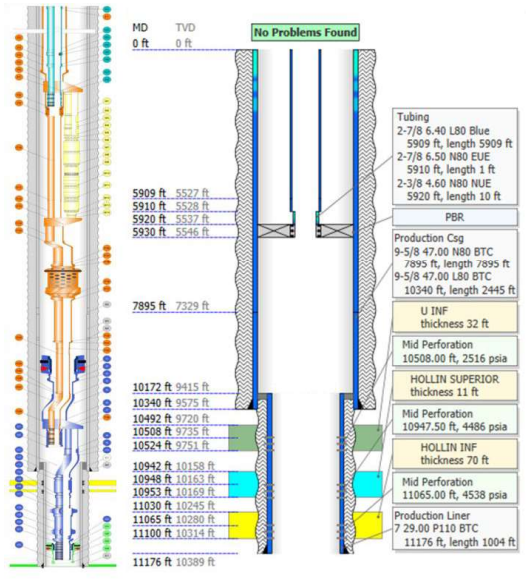 MD TVD
0 ft 0 ft
No Problems Found
5909 ft 5527 ft
5910 ft 5528 ft
5920 ft 5537 ft
5930 ft 5546 ft
7895 ft 7329 ft
10172 ft 9415 ft
10340 ft 9575 ft
10492 ft 9720 ft
10508 ft 9735 ft
10524 ft 9751 ft
10942 ft 10158 ft
10948 ft 10163 ft
10953 ft 10169 ft
11030 ft 10245 ft
11065 ft 10280 ft
11100 ft 10314 ft
11176 ft 10389 ft
Tubing
2-7/8 6.40 L80 Blue
5909 ft, length 5909 ft
2-7/8 6.50 N80 EUE
5910 ft, length 1 ft
2-3/8 4.60 N80 NUE
5920 ft, length 10 ft
PBR
Production Csg
9-5/8 47.00 N80 BTC
7895 ft, length 7895 ft
9-5/8 47.00 L80 BTC
10340 ft, length 2445 ft
U INF
thickness 32 ft
Mid Perforation
10508.00 ft, 2516 psia
HOLLIN SUPERIOR
thickness 11 ft
Mid Perforation
10947.50 ft, 4486 psia
HOLLIN INF
thickness 70 ft
Mid Perforation
11065.00 ft, 4538 psia
Production Liner
7 29.00 P110 BTC
11176 ft, length 1004 ft